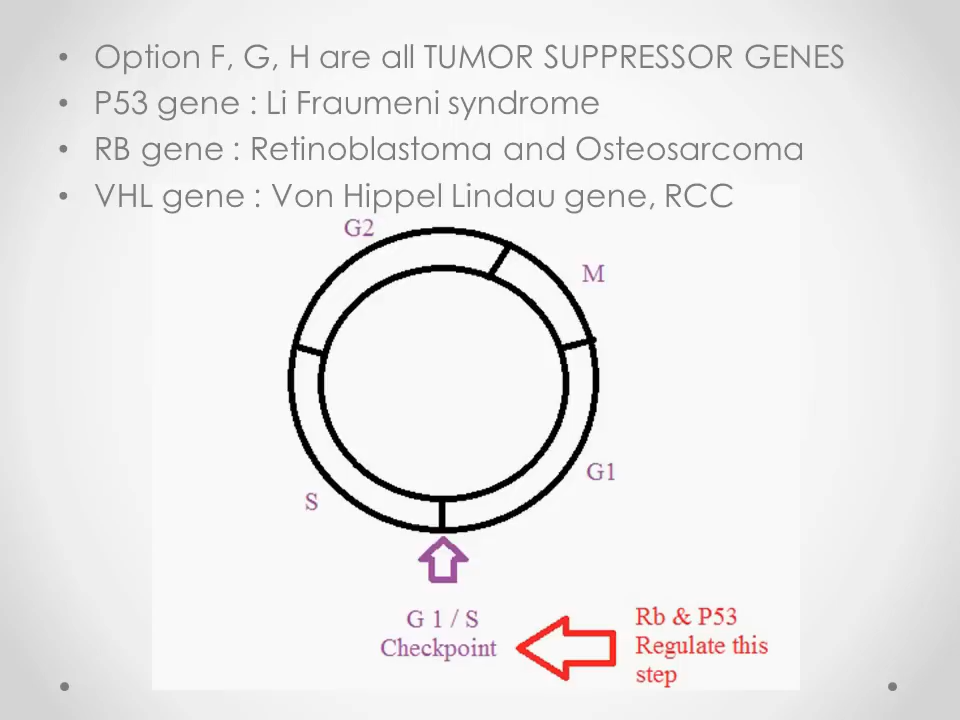 • Option F, G, H are all TUMOR SUPPRESSOR GENES
• P53 gene : Li Fraumeni syndrome
• RB gene : Retinoblastoma and Osteosarcoma
• VHL gene : Von Hippel Lindau gene, RCC
G2
M
G1
S
G 1 / S
Checkpoint
Rb & P53
Regulate this
step